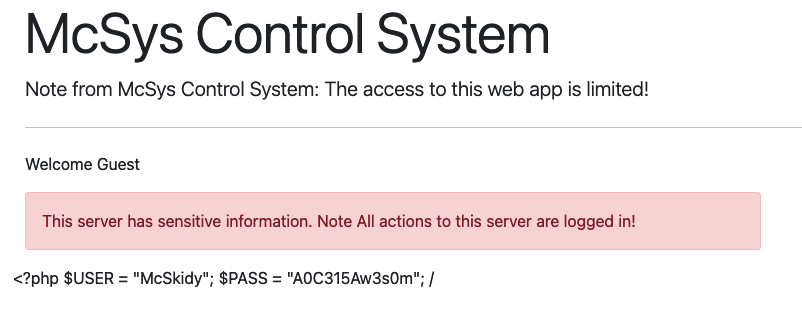 McSys Control System
Note from McSys Control System: The access to this web app is limited!
Welcome Guest
This server has sensitive information. Note All actions to this server are logged in!
<?php $USER = "McSkidy"; $PASS = "A0C315Aw3s0m"; /